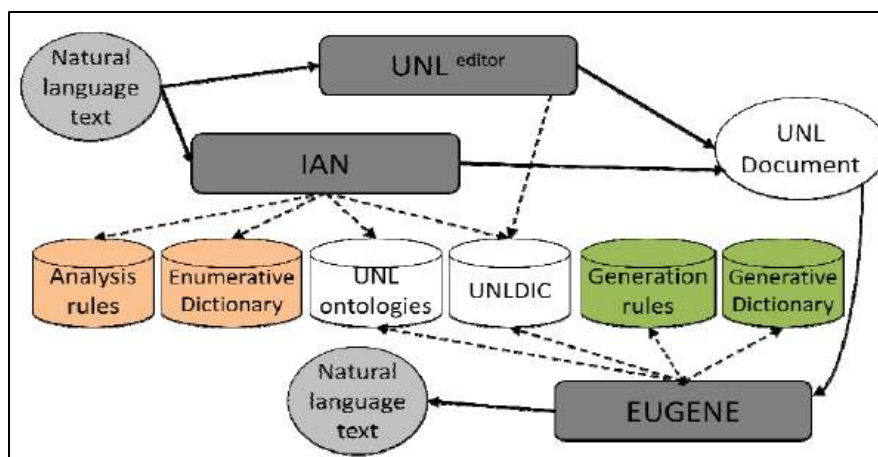 Natural
language
text
UNL editor
IAN
UNL
Document
Analysis
rules
Enumerative
Dictionary
UNL
ontologies
UNLDIC
Generation
rules
Generative
Dictionary
Natural
language
text
EUGENE